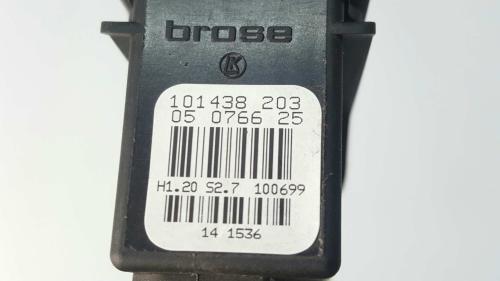 brose
K
101438 203
05 0766 25
H1.20 S2.7 100699
14 1536